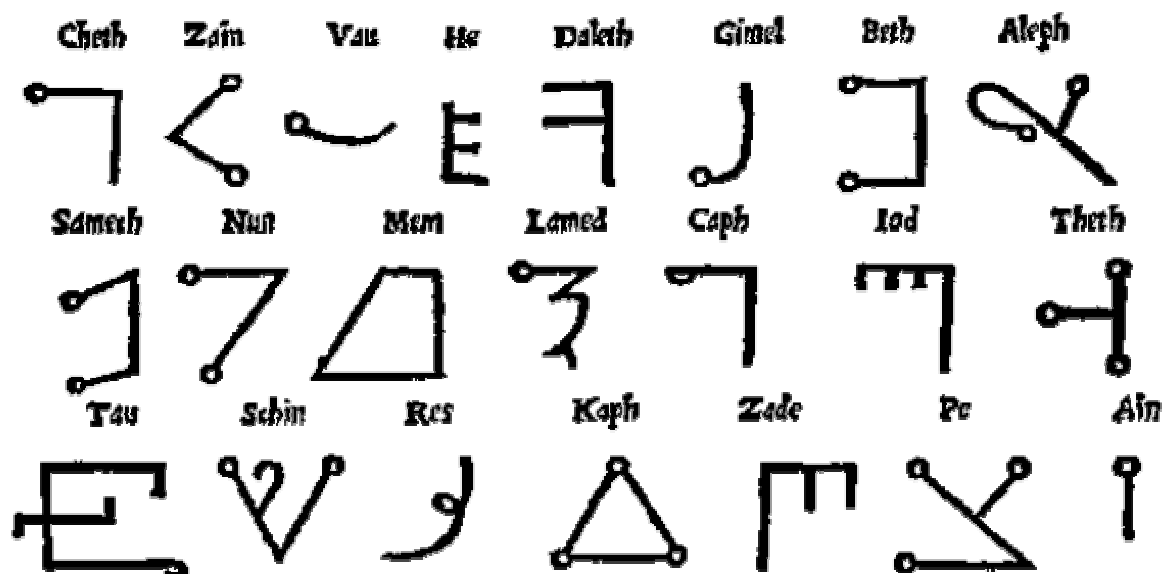 Cheth Zain Vau He Daleth Gimel Beth Aleph
Samech Nun Mem Lamed Caph Iod Theth
Tau Schin Res Kaph Zade Pe Ain